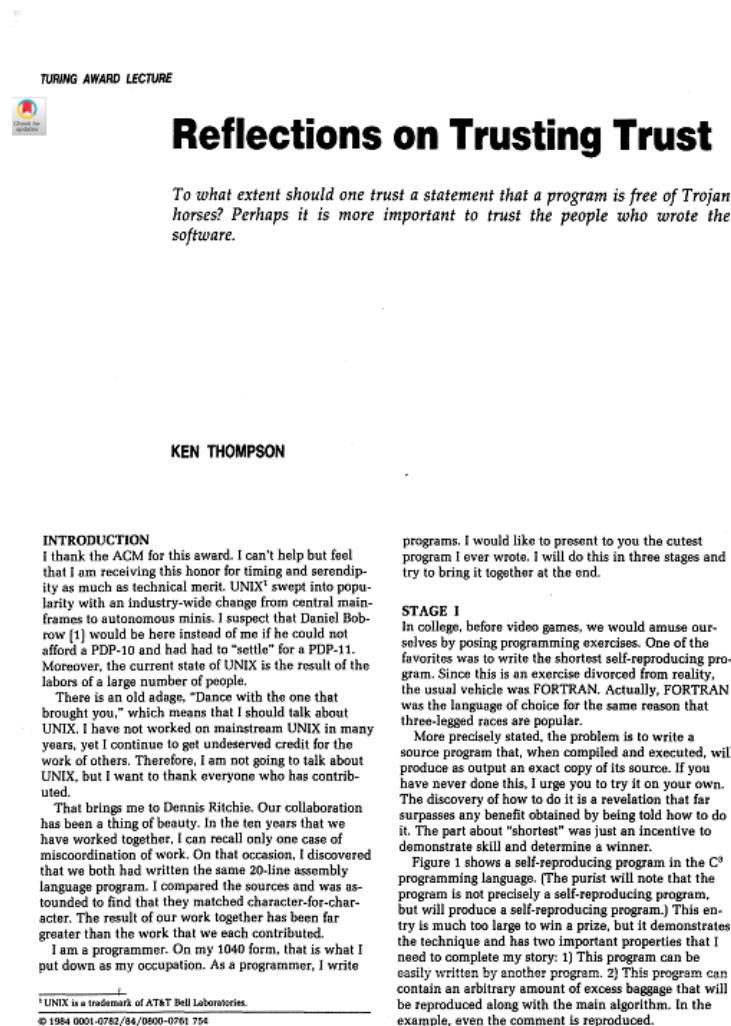 TURING AWARD LECTURE
Check for
updates
Reflections on Trusting Trust
To what extent should one trust a statement that a program is free of Trojan
horses? Perhaps it is more important to trust the people who wrote the
software.
KEN THOMPSON
INTRODUCTION
I thank the ACM for this award. I can't help but feel
that I am receiving this honor for timing and serendip-
ity as much as technical merit. UNIX¹ swept into popu-
larity with an industry-wide change from central main-
frames to autonomous minis. I suspect that Daniel Bob-
row [1] would be here instead of me if he could not
afford a PDP-10 and had had to "settle" for a PDP-11.
Moreover, the current state of UNIX is the result of the
labors of a large number of people.
There is an old adage, "Dance with the one that
brought you," which means that I should talk about
UNIX. I have not worked on mainstream UNIX in many
years, yet I continue to get undeserved credit for the
work of others. Therefore, I am not going to talk about
UNIX, but I want to thank everyone who has contrib-
uted.
That brings me to Dennis Ritchie. Our collaboration
has been a thing of beauty. In the ten years that we
have worked together, I can recall only one case of
miscoordination of work. On that occasion, I discovered
that we both had written the same 20-line assembly
language program. I compared the sources and was as-
tounded to find that they matched character-for-char-
acter. The result of our work together has been far
greater than the work that we each contributed.
I am a programmer. On my 1040 form, that is what I
put down as my occupation. As a programmer, I write
¹ UNIX is a trademark of AT&T Bell Laboratories.
© 1984 0001-0782/84/0800-0761 75¢
programs. I would like to present to you the cutest
program I ever wrote. I will do this in three stages and
try to bring it together at the end.
STAGE I
In college, before video games, we would amuse our-
selves by posing programming exercises. One of the
favorites was to write the shortest self-reproducing pro-
gram. Since this is an exercise divorced from reality,
the usual vehicle was FORTRAN. Actually, FORTRAN
was the language of choice for the same reason that
three-legged races are popular.
More precisely stated, the problem is to write a
source program that, when compiled and executed, wil
produce as output an exact copy of its source. If you
have never done this, I urge you to try it on your own.
The discovery of how to do it is a revelation that far
surpasses any benefit obtained by being told how to do
it. The part about "shortest" was just an incentive to
demonstrate skill and determine a winner.
Figure 1 shows a self-reproducing program in the C³
programming language. (The purist will note that the
program is not precisely a self-reproducing program,
but will produce a self-reproducing program.) This en-
try is much too large to win a prize, but it demonstrates
the technique and has two important properties that I
need to complete my story: 1) This program can be
easily written by another program. 2) This program can
contain an arbitrary amount of excess baggage that will
be reproduced along with the main algorithm. In the
example, even the comment is reproduced.